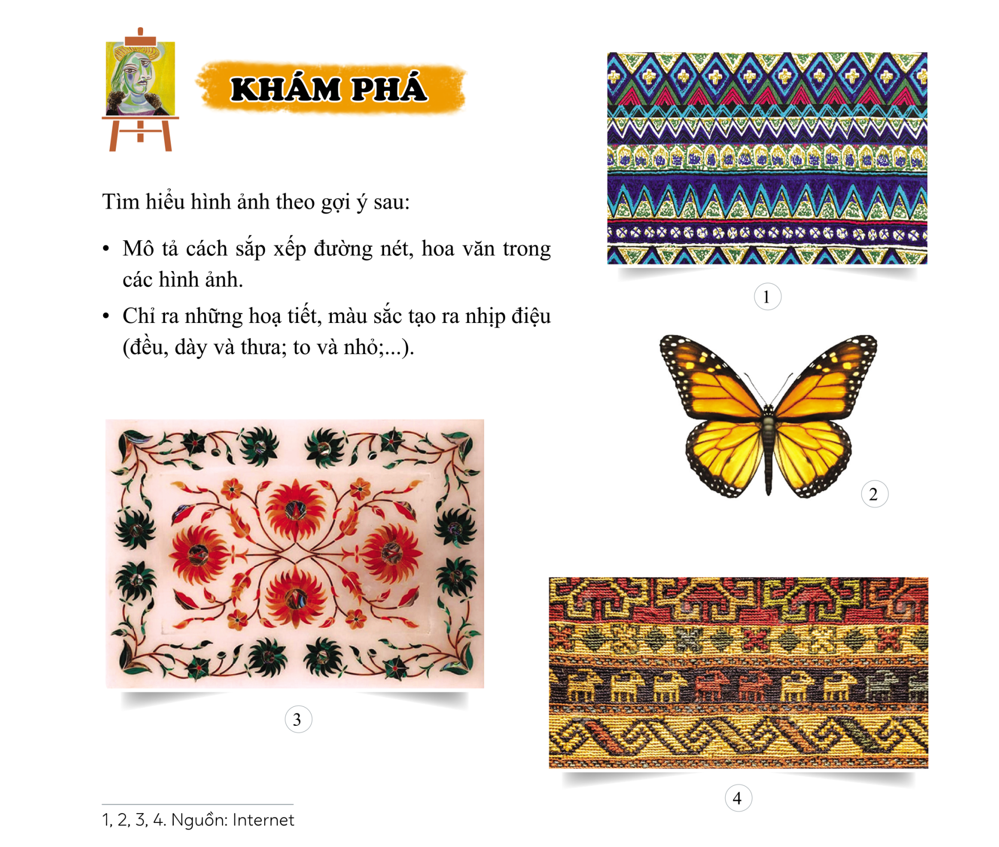 KHÁM PHÁ
Tìm hiểu hình ảnh theo gợi ý sau:
• Mô tả cách sắp xếp đường nét, hoa văn trong
các hình ảnh.
• Chỉ ra những hoạ tiết, màu sắc tạo ra nhịp điệu
(đều, dày và thưa; to và nhỏ;...).
1
2
3
4
1, 2, 3, 4. Nguồn: Internet